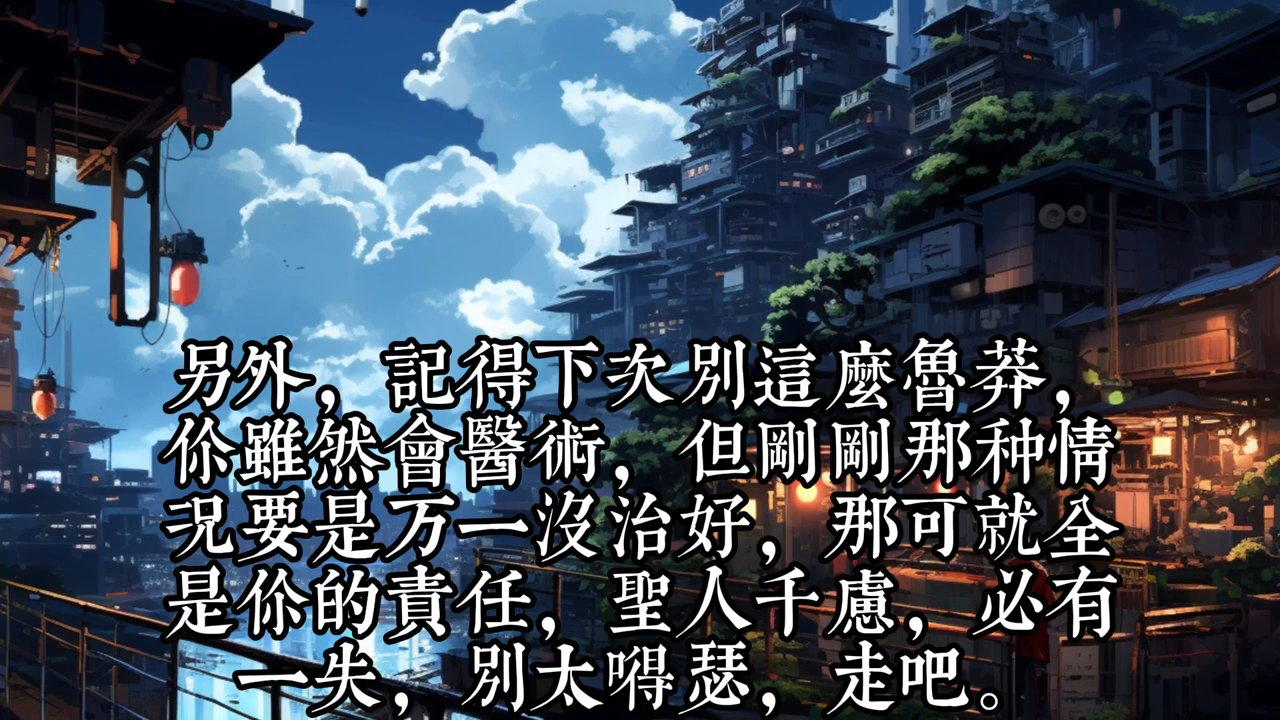 另外，記得下次別這麼魯莽，
你雖然會醫術，但剛剛那种情
況要是万一沒治好，那可就全
是你的責任，聖人千慮，必有
一失，別太嘚瑟，走吧。